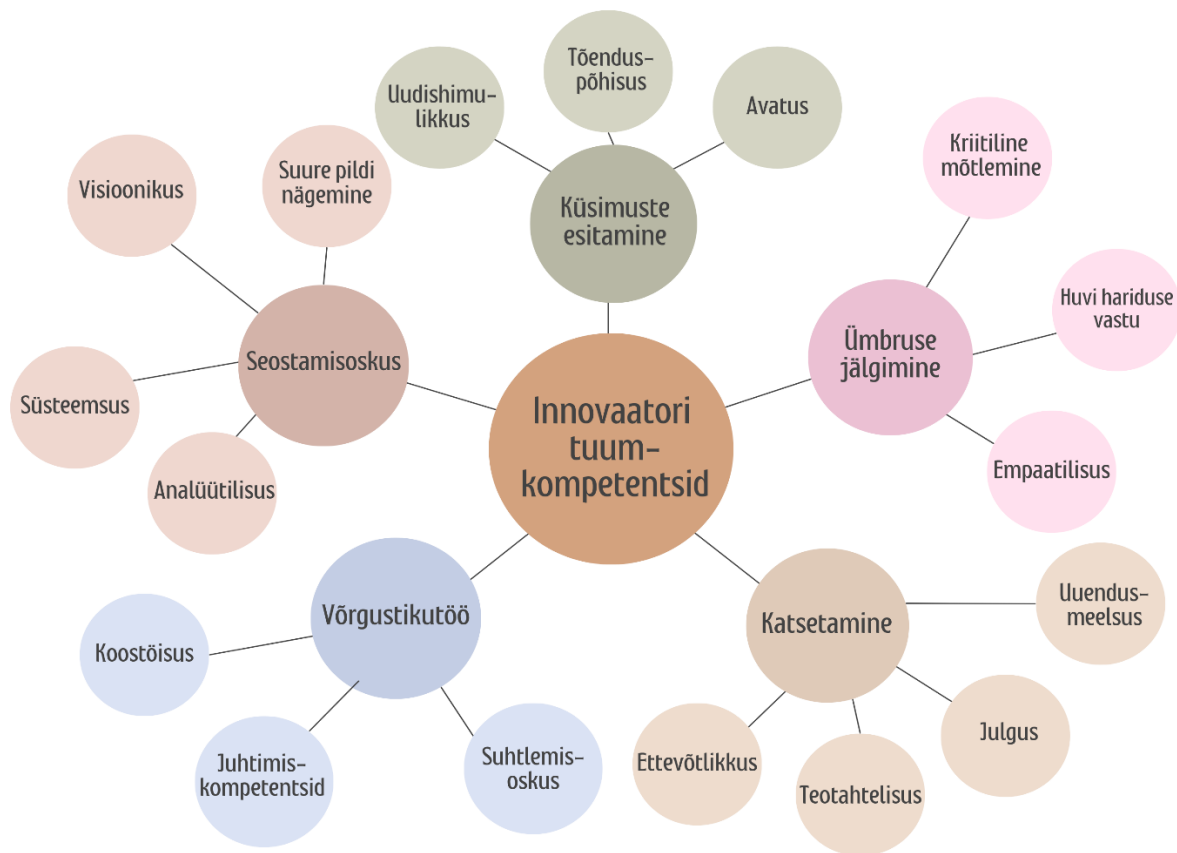 Tõendus-
põhisus
Uudishimu-
likkus
Avatus
Küsimuste
esitamine
Kriitiline
mõtlemine
Huvi hariduse
vastu
Ümbruse
jälgimine
Empaatilisus
Suure pildi
nägemine
Visioonikus
Seostamisoskus
Süsteemsus
Analüütilisus
Innovaatori
tuum-
kompetentsid
Võrgustikutöö
Koostöisus
Juhtimis-
kompetentsid
Suhtlemis-
oskus
Katsetamine
Uuendus-
meelsus
Julgus
Teotahtelisus
Ettevõtlikkus